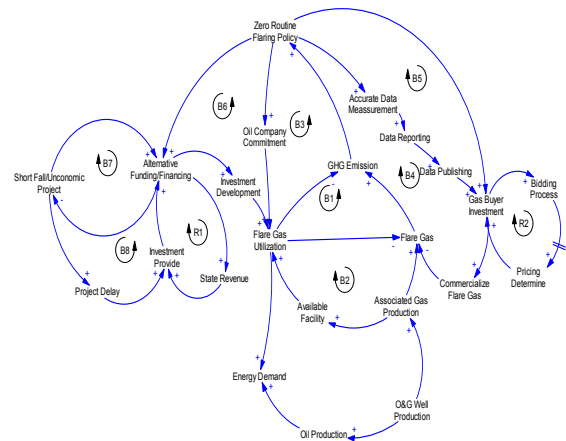 Zero Routine
Flaring Policy
B5
B6
Accurate Data
Meassurement
B3
Oil Company
Commitment
Data Reporting
B7
Alternative
Funding/Financing
GHG Emission
B4
Data Publishing
Short Fall/Unconomic
Project
Investment
Development
B1
Gas Buyer
Investment
Bidding
Process
R2
B8
R1
Investment
Provide
Flare Gas
Utilization
Flare Gas
State Revenue
B2
Commercialize
Flare Gas
Pricing
Determine
Project Delay
Available
Facility
Associated Gas
Production
Energy Demand
O&G Well
Production
Oil Production